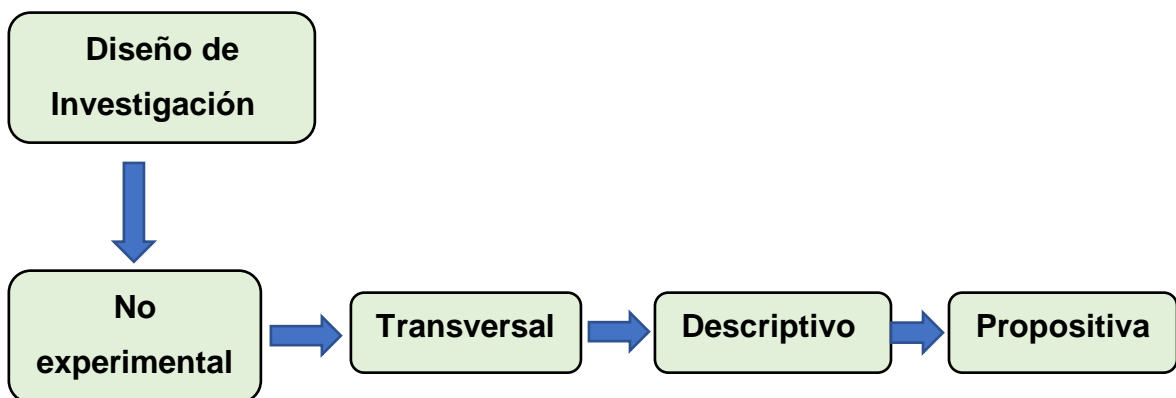 Diseño de
Investigación
No
experimental
Transversal
Descriptivo
Propositiva